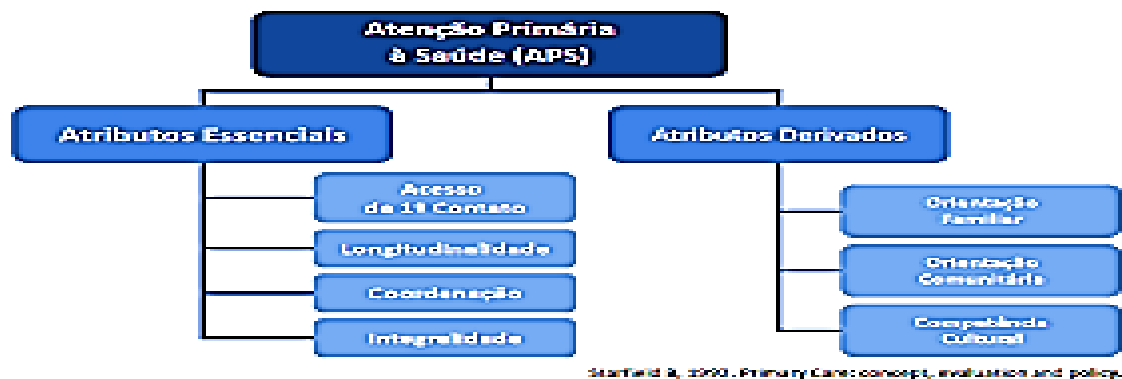 Atenção Primária
à Saúde (APS)
Atributos Essenciais
Atributos Derivados
Acesso
de 1º Contato
Longitudinalidade
Coordenação
Integralidade
Orientação
Familiar
Orientação
Comunitária
Competência
Cultural
Starfield B, 1992. Primary Care: concept, evaluation and policy.